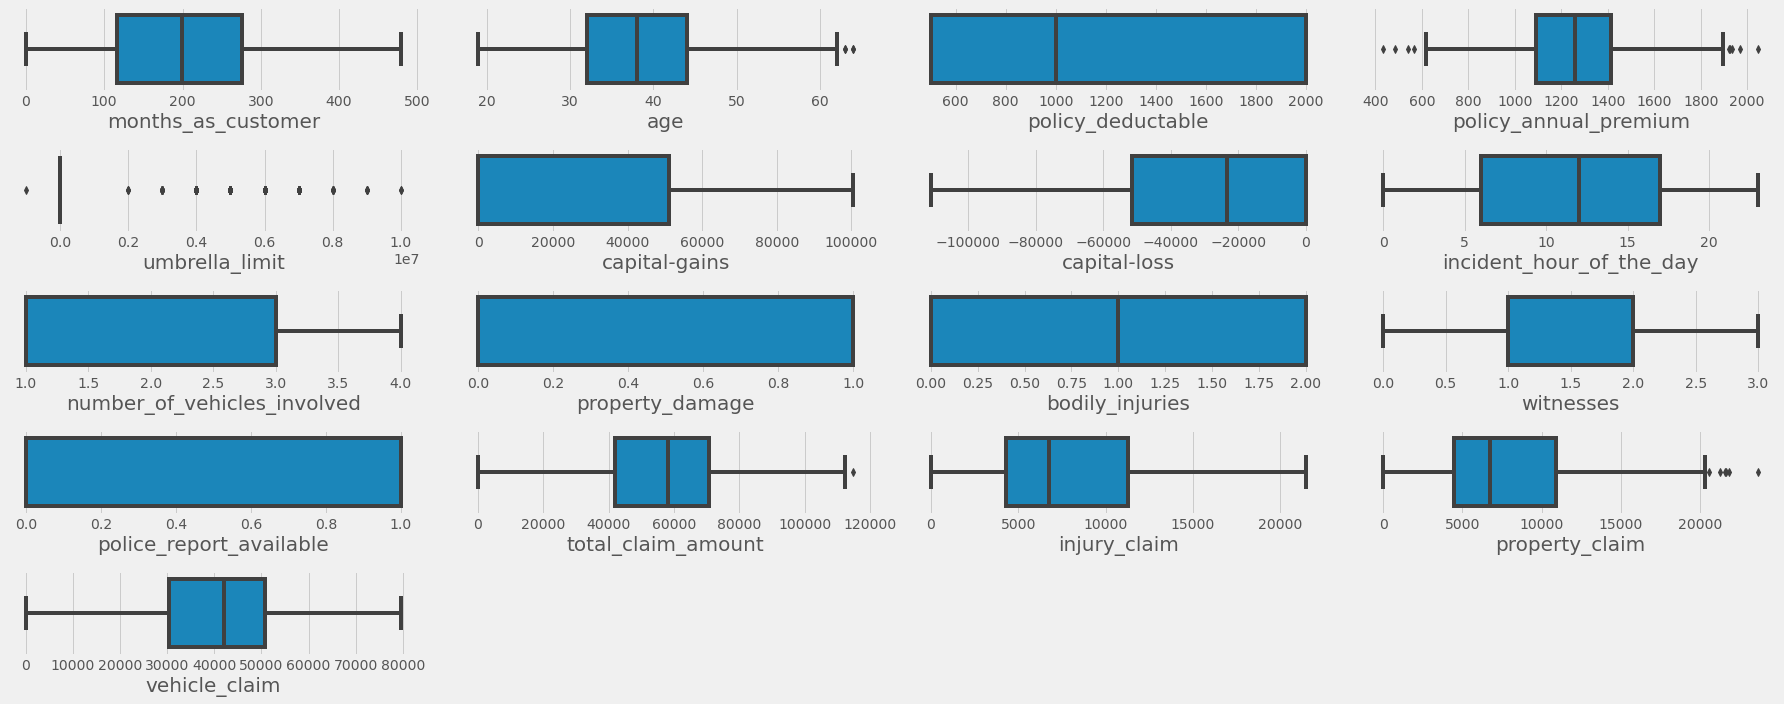 0 100 200 300 400 500
months_as_customer
20 30 40 50 60
age
600 800 1000 1200 1400 1600 1800 2000
policy_deductable
400 600 800 1000 1200 1400 1600 1800 2000
policy_annual_premium
0.0 0.2 0.4 0.6 0.8 1.0
1e7
umbrella_limit
0 20000 40000 60000 80000 100000
capital-gains
−100000 −80000 −60000 −40000 −20000 0
capital-loss
0 5 10 15 20
incident_hour_of_the_day
1.0 1.5 2.0 2.5 3.0 3.5 4.0
number_of_vehicles_involved
0.0 0.2 0.4 0.6 0.8 1.0
property_damage
0.00 0.25 0.50 0.75 1.00 1.25 1.50 1.75 2.00
bodily_injuries
0.0 0.5 1.0 1.5 2.0 2.5 3.0
witnesses
0.0 0.2 0.4 0.6 0.8 1.0
police_report_available
0 20000 40000 60000 80000 100000 120000
total_claim_amount
0 5000 10000 15000 20000
injury_claim
0 5000 10000 15000 20000
property_claim
0 10000 20000 30000 40000 50000 60000 70000 80000
vehicle_claim